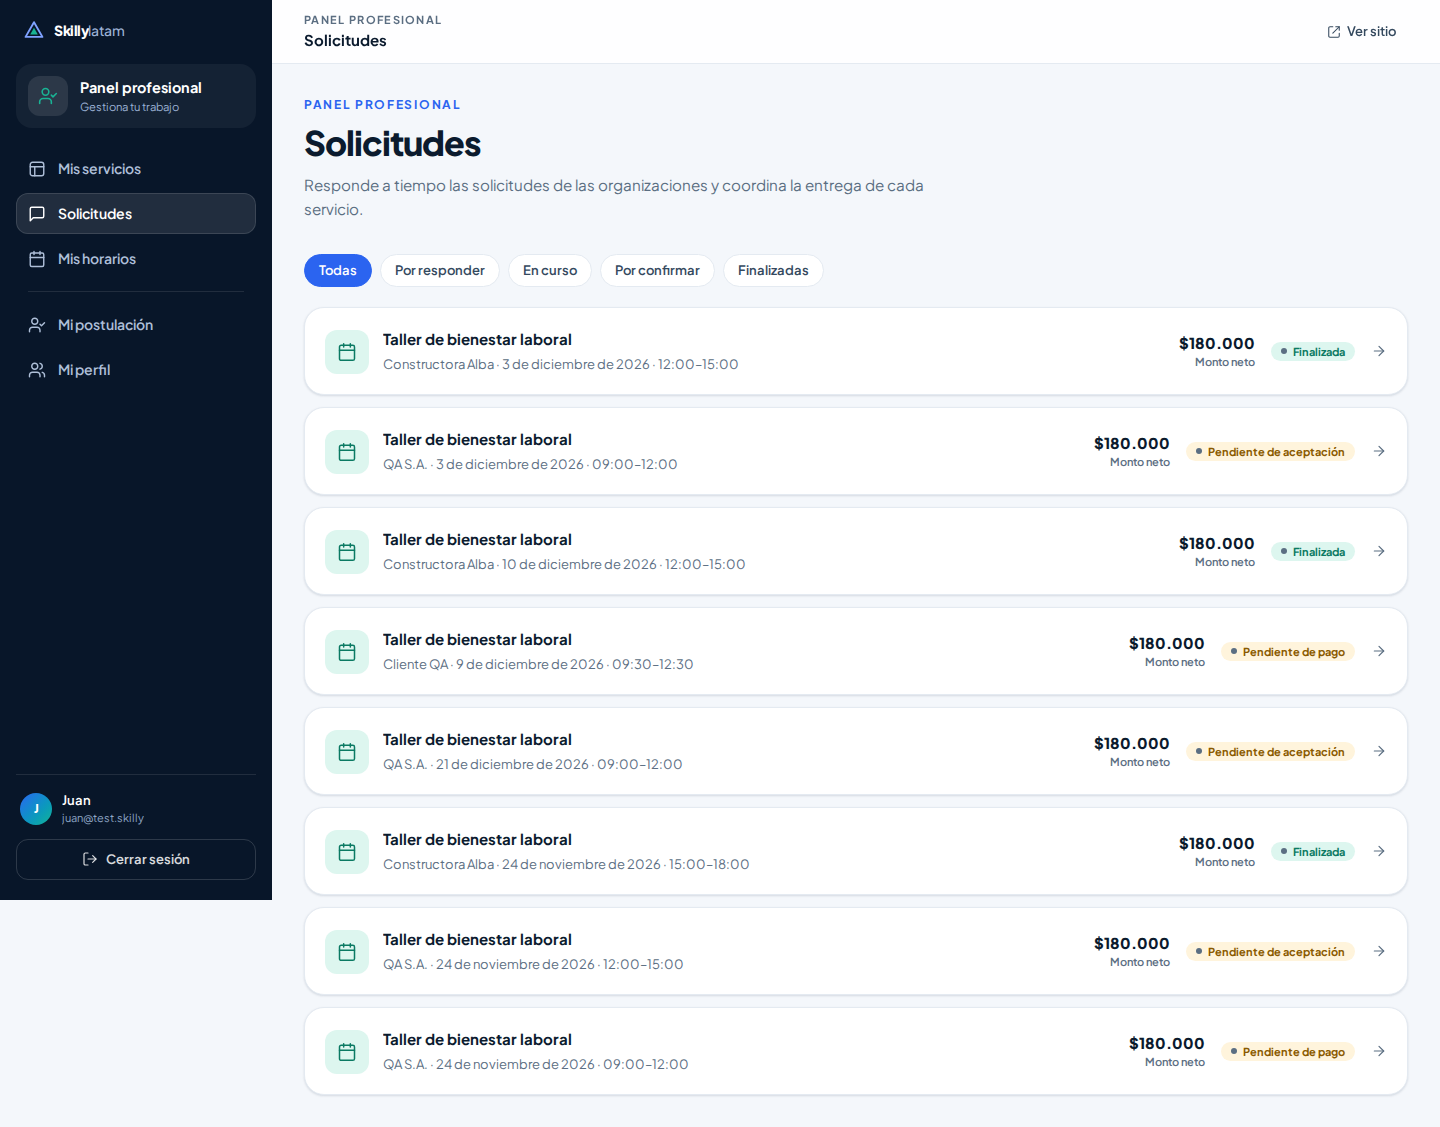 Skillylatam
Panel profesional
Gestiona tu trabajo
Mis servicios
Solicitudes
Mis horarios
Mi postulación
Mi perfil
J
Juan
juan@test.skilly
Cerrar sesión
PANEL PROFESIONAL
Solicitudes
Ver sitio
PANEL PROFESIONAL
Solicitudes
Responde a tiempo las solicitudes de las organizaciones y coordina la entrega de cada
servicio.
Todas
Por responder
En curso
Por confirmar
Finalizadas
Taller de bienestar laboral
Constructora Alba · 3 de diciembre de 2026 · 12:00–15:00
$180.000
Monto neto
Finalizada
Taller de bienestar laboral
QA S.A. · 3 de diciembre de 2026 · 09:00–12:00
$180.000
Monto neto
Pendiente de aceptación
Taller de bienestar laboral
Constructora Alba · 10 de diciembre de 2026 · 12:00–15:00
$180.000
Monto neto
Finalizada
Taller de bienestar laboral
Cliente QA · 9 de diciembre de 2026 · 09:30–12:30
$180.000
Monto neto
Pendiente de pago
Taller de bienestar laboral
QA S.A. · 21 de diciembre de 2026 · 09:00–12:00
$180.000
Monto neto
Pendiente de aceptación
Taller de bienestar laboral
Constructora Alba · 24 de noviembre de 2026 · 15:00–18:00
$180.000
Monto neto
Finalizada
Taller de bienestar laboral
QA S.A. · 24 de noviembre de 2026 · 12:00–15:00
$180.000
Monto neto
Pendiente de aceptación
Taller de bienestar laboral
QA S.A. · 24 de noviembre de 2026 · 09:00–12:00
$180.000
Monto neto
Pendiente de pago